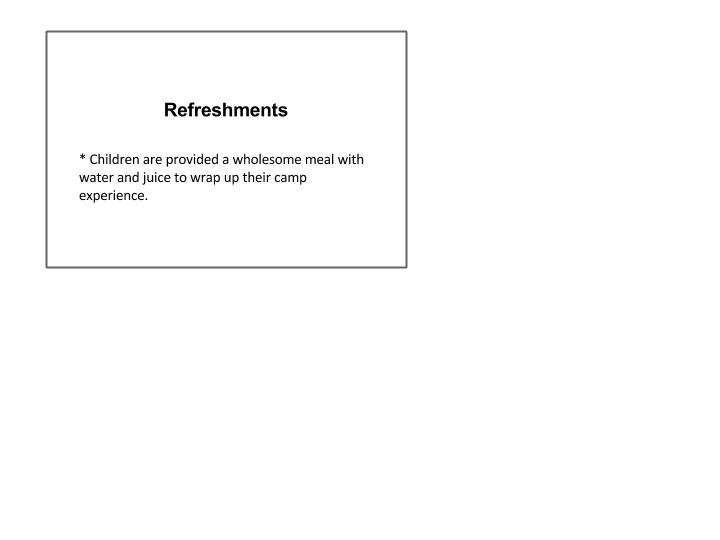 Refreshments
* Children are provided a wholesome meal with
water and juice to wrap up their camp
experience.